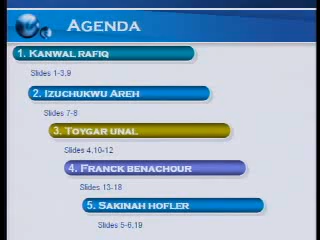 AGENDA
1. KANWAL RAFIQ
Slides 1-3,9
2. IZUCHUKWU AREH
Slides 7-8
3. TOYGAR UNAL
Slides 4,10-12
4. FRANCK BENACHOUR
Slides 13-18
5. SAKINAH HOFLER
Slides 5-6,19